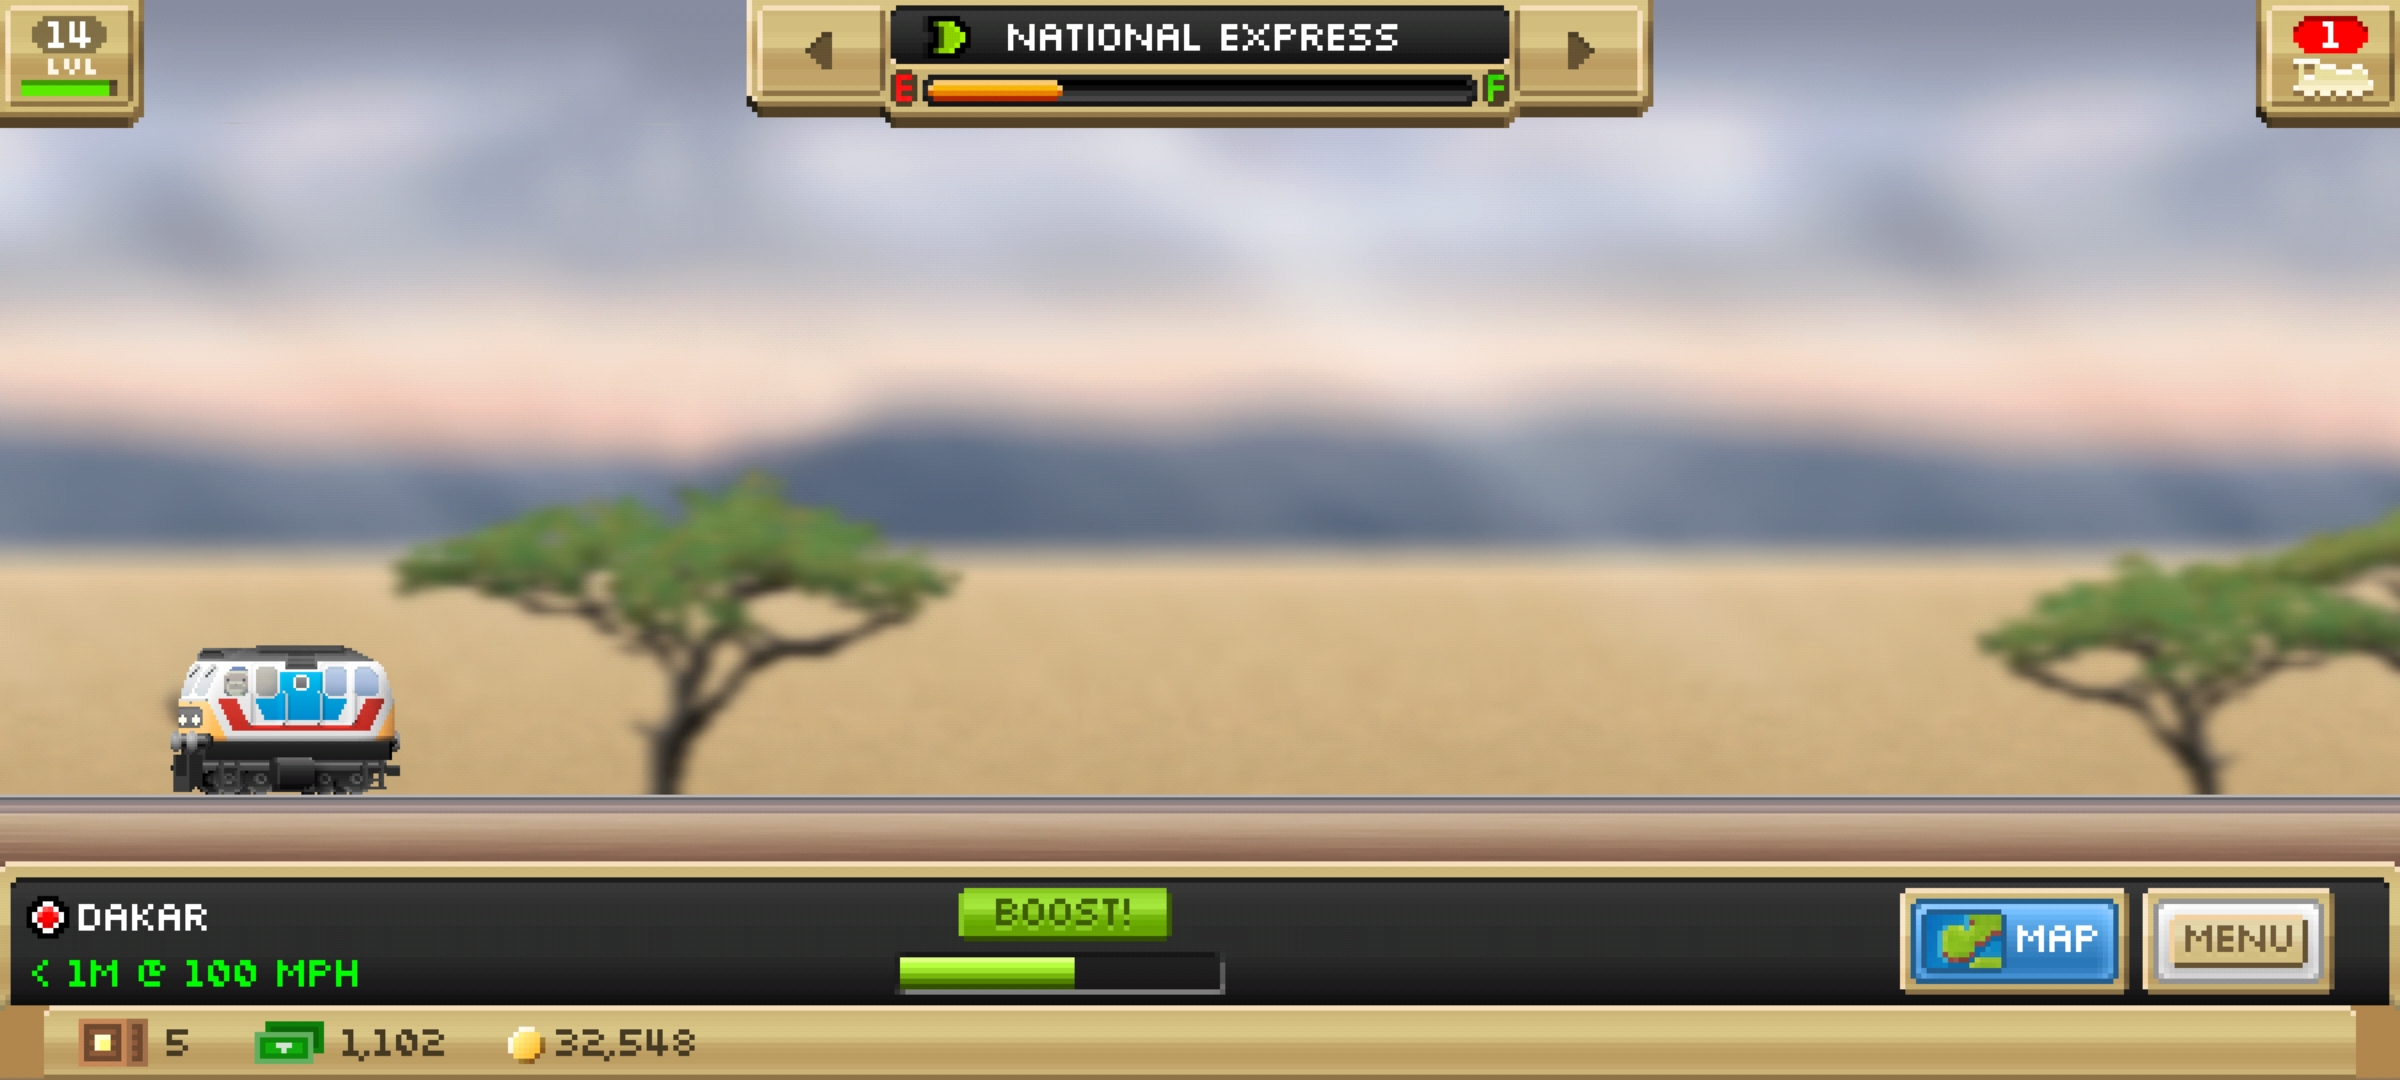 14
LVL
NATIONAL EXPRESS
E F
1
DAKAR
< 1M @ 100 MPH
BOOST!
MAP
MENU
5
1,102
32,548